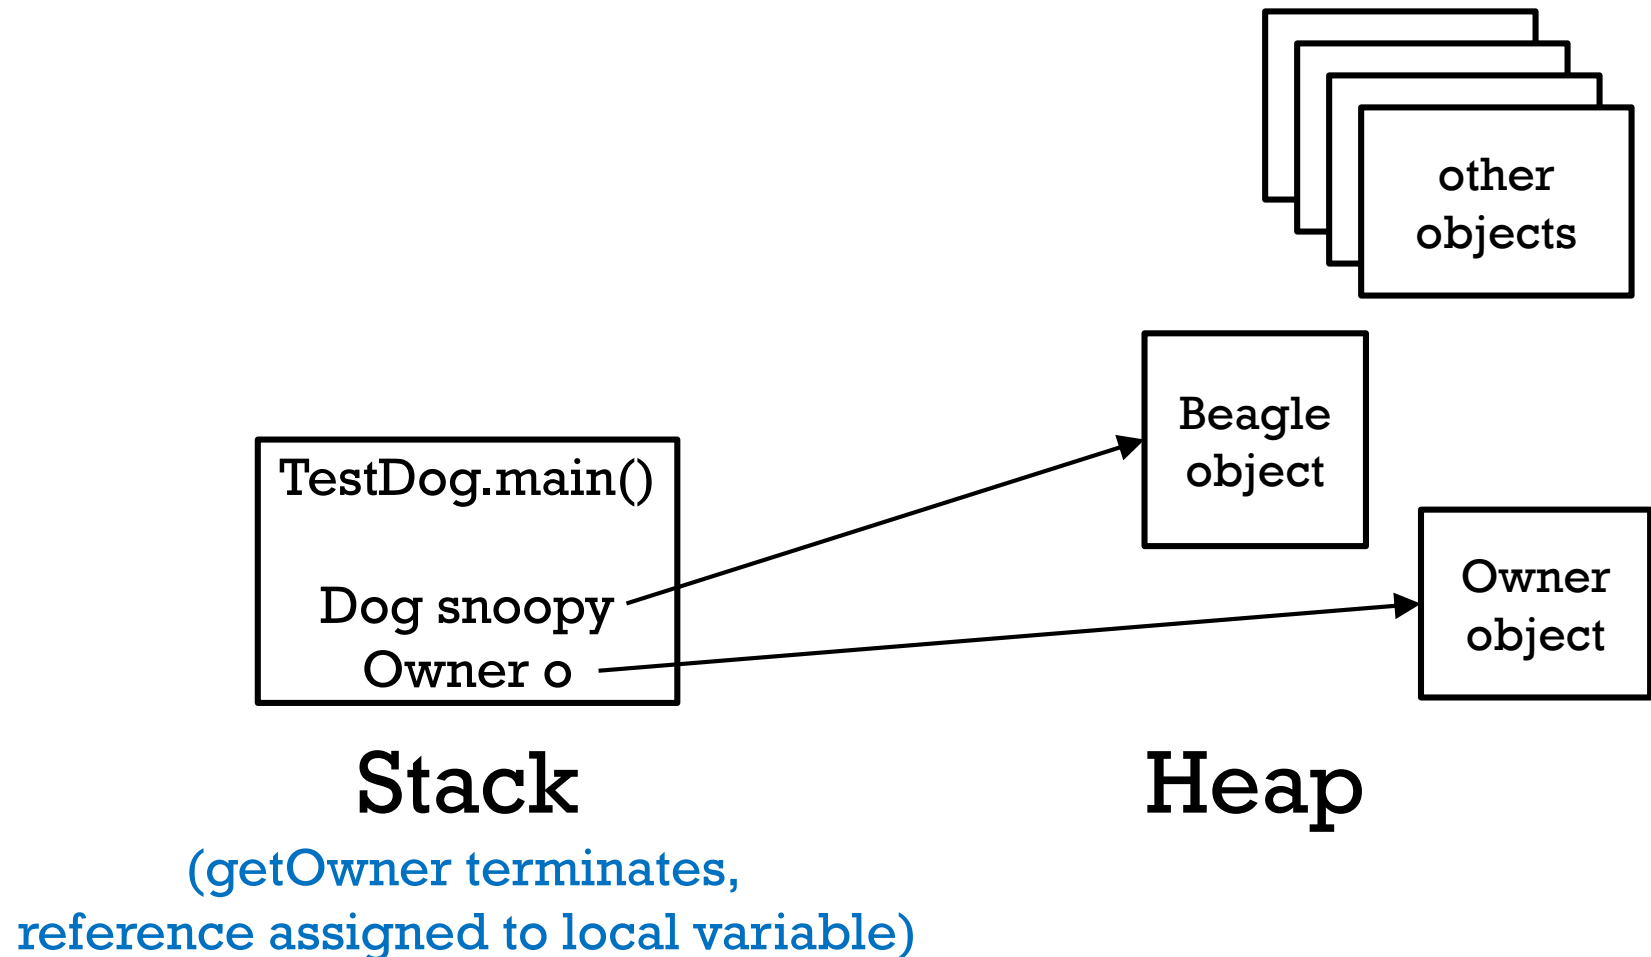 other
objects
Beagle
object
TestDog.main()
Dog snoopy
Owner o
Owner
object
Stack
Heap
(getOwner terminates,
reference assigned to local variable)